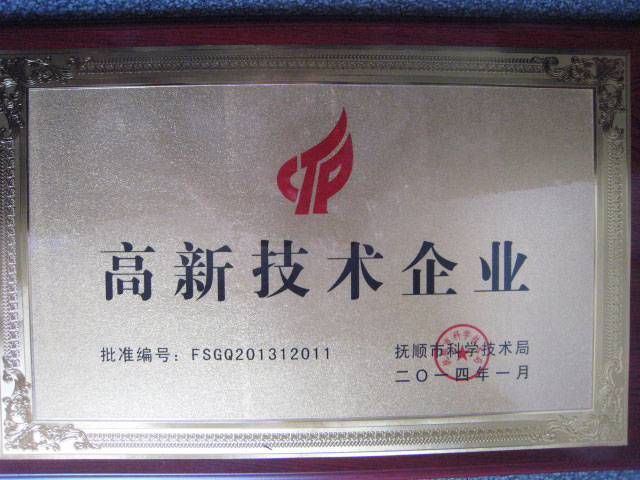 高新技术企业
批准编号：FSGQ201312011
抚顺市科学技术局
二〇一四年一月